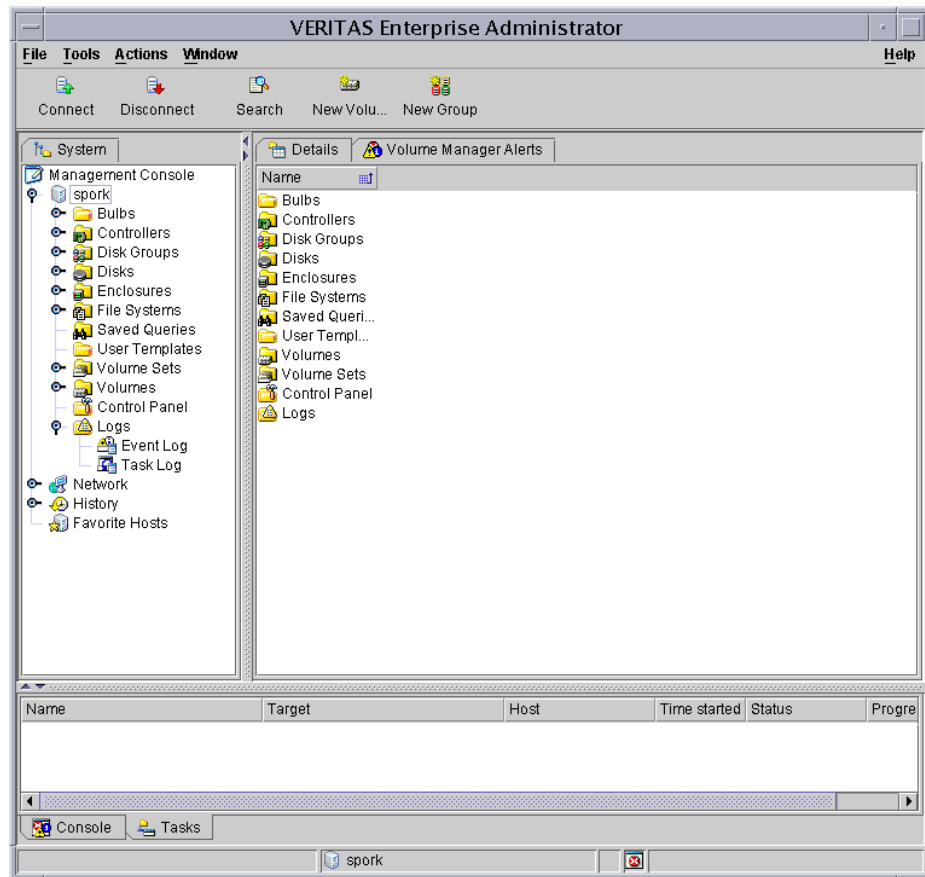 VERITAS Enterprise Administrator
File Tools Actions Window Help
Connect Disconnect Search New Volu... New Group
System
Management Console
spork
Bulbs
Controllers
Disk Groups
Disks
Enclosures
File Systems
Saved Queries
User Templates
Volume Sets
Volumes
Control Panel
Logs
Event Log
Task Log
Network
History
Favorite Hosts
Details Volume Manager Alerts
Name
Bulbs
Controllers
Disk Groups
Disks
Enclosures
File Systems
Saved Queri...
User Templ...
Volumes
Volume Sets
Control Panel
Logs
Name Target Host Time started Status Progre
Console Tasks
spork